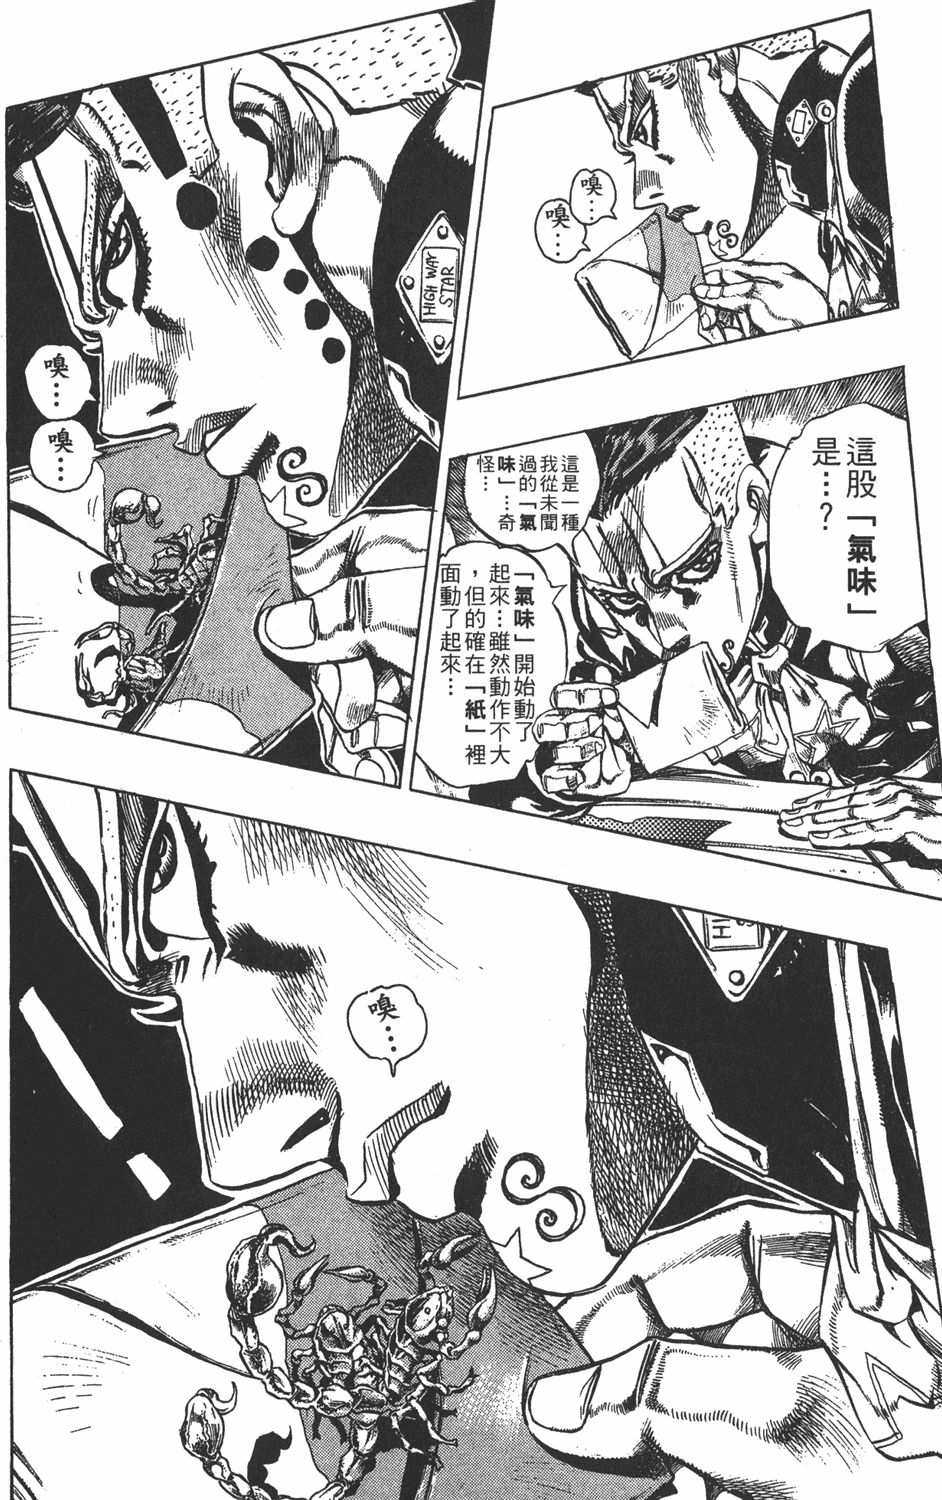 嗅…
嗅…
這股「氣味」
是…?
這是一種
我從未聞
過的「氣
味」…奇
怪…
「氣味」開始動了
起來…雖然動作不大
，但的確在「紙」裡
面動了起來…
HIGH WAY
STAR
嗅…
嗅…
嗅…